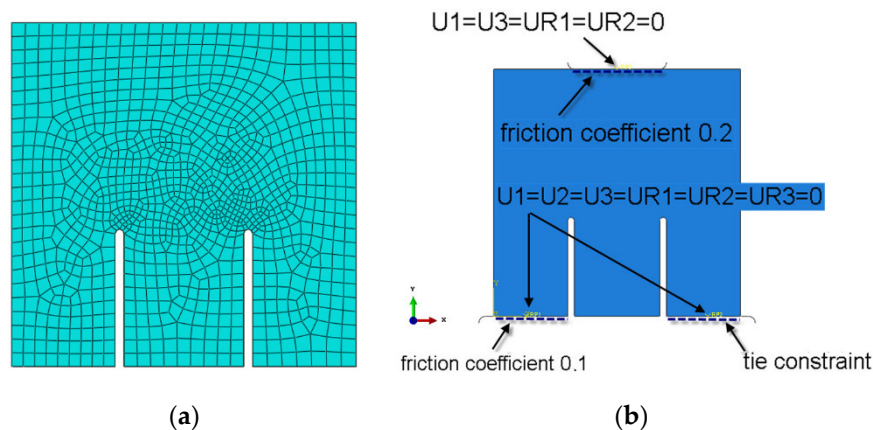 U1=U3=UR1=UR2=0
friction coefficient 0.2
U1=U2=U3=UR1=UR2=UR3=0
Y
X
friction coefficient 0.1
tie constraint
(a)
(b)